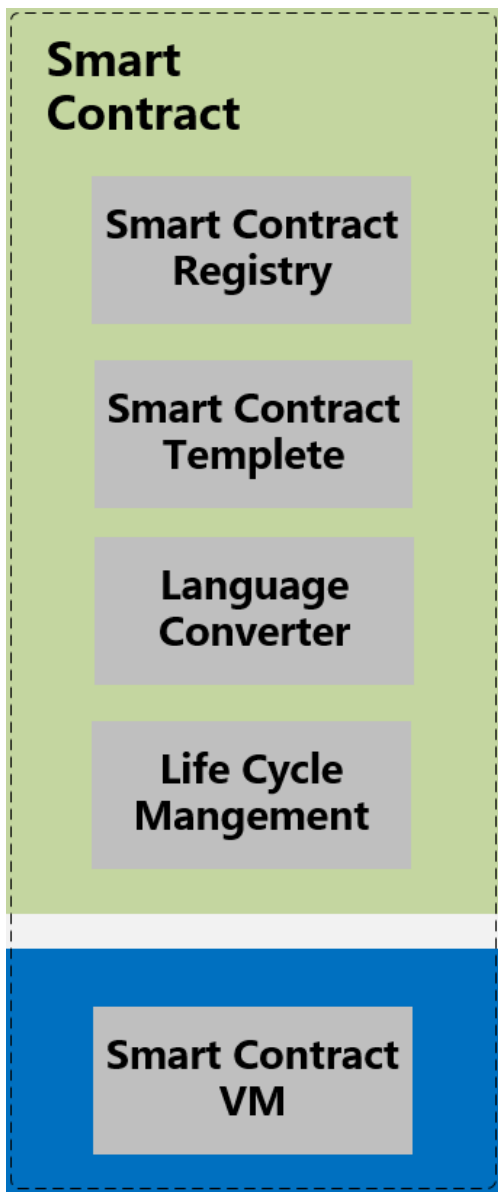 Smart
Contract
Smart Contract
Registry
Smart Contract
Templete
Language
Converter
Life Cycle
Mangement
Smart Contract
VM